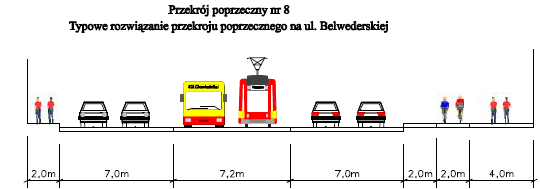 Przekrój poprzeczny nr 8
Typowe rozwiązanie przekroju poprzecznego na ul. Belwederskiej
2,0m 7,0m 7,2m 7,0m 2,0m 2,0m 4,0m